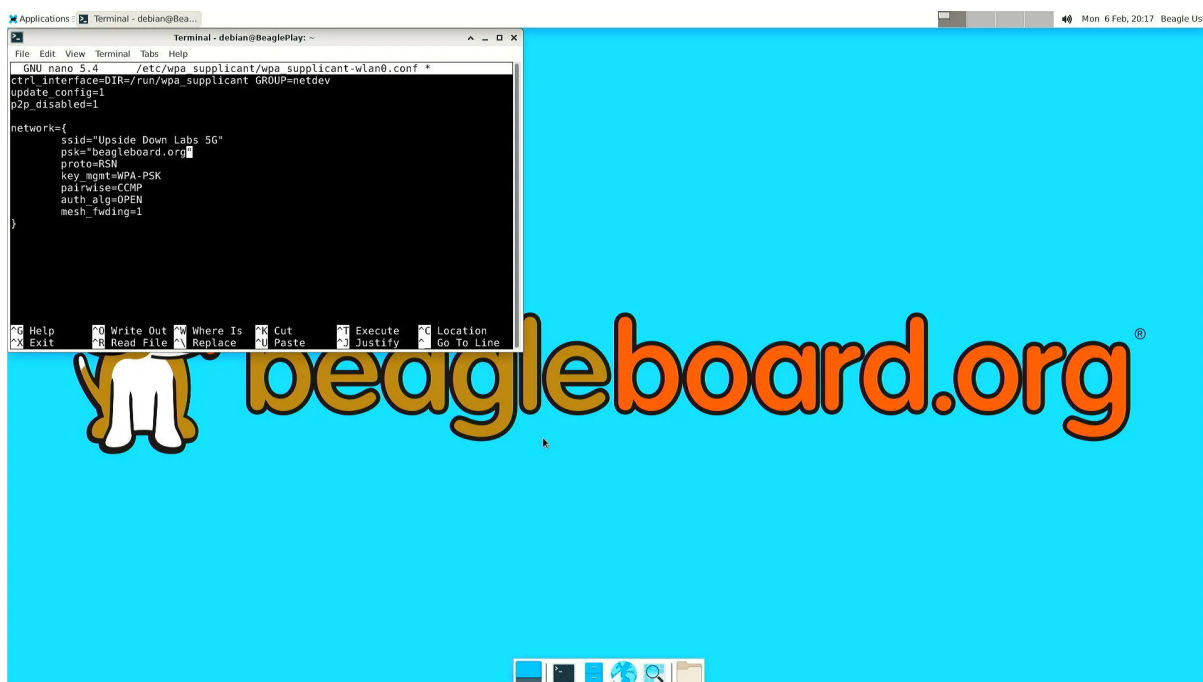 Applications Terminal - debian@Bea... Mon 6 Feb, 20:17 Beagle Us
Terminal - debian@BeaglePlay: ~
File Edit View Terminal Tabs Help
GNU nano 5.4 /etc/wpa_supplicant/wpa_supplicant-wlan0.conf *
ctrl_interface=DIR=/run/wpa_supplicant GROUP=netdev
update_config=1
p2p_disabled=1
network={
ssid="Upside Down Labs 5G"
psk="beagleboard.org"
proto=RSN
key_mgmt=WPA-PSK
pairwise=CCMP
auth_alg=OPEN
mesh_fwding=1
}
^G Help ^O Write Out ^W Where Is ^K Cut ^T Execute ^C Location
^X Exit ^R Read File ^\ Replace ^U Paste ^J Justify ^_ Go To Line
beagleboard.org®